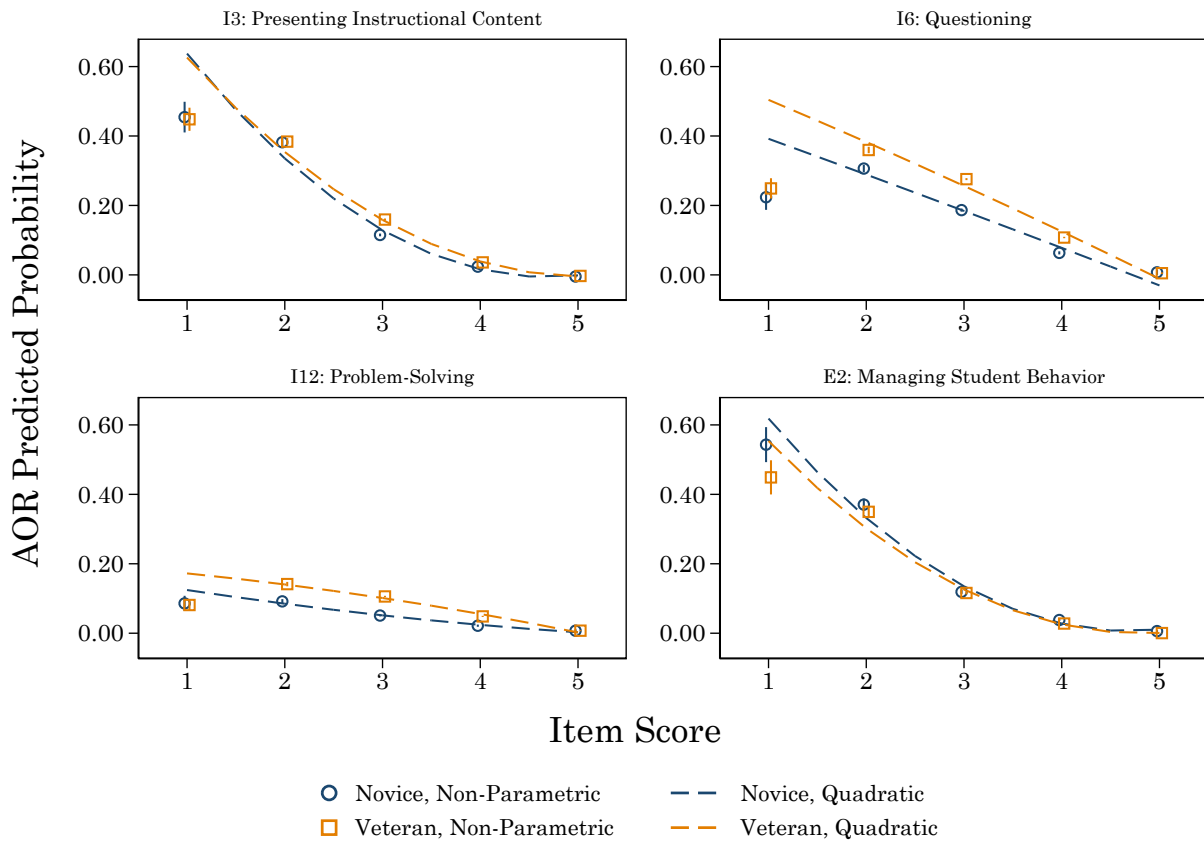 I3: Presenting Instructional Content
I6: Questioning
0.60
0.40
0.20
0.00
1 2 3 4 5
0.60
0.40
0.20
0.00
1 2 3 4 5
I12: Problem-Solving
E2: Managing Student Behavior
0.60
0.40
0.20
0.00
1 2 3 4 5
0.60
0.40
0.20
0.00
1 2 3 4 5
AOR Predicted Probability
Item Score
Novice, Non-Parametric
Novice, Quadratic
Veteran, Non-Parametric
Veteran, Quadratic